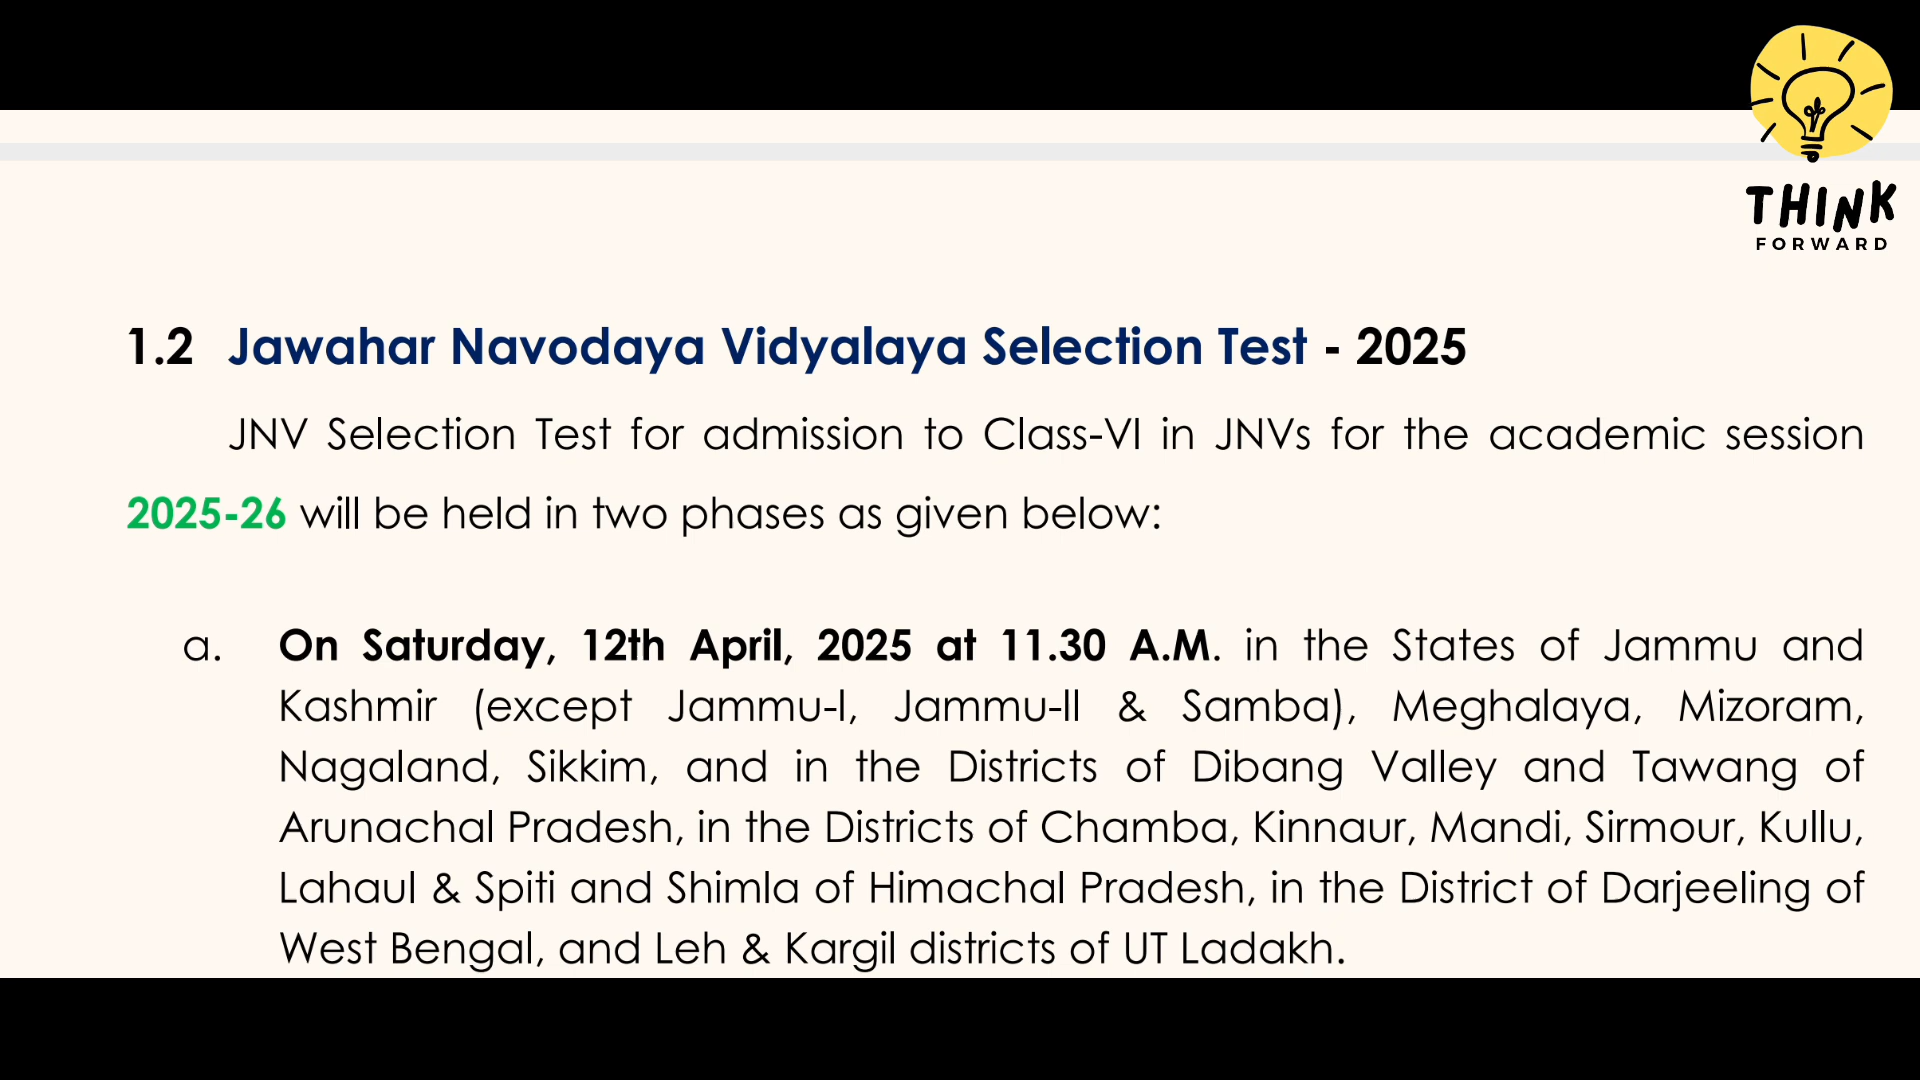 THINK
FORWARD
1.2 Jawahar Navodaya Vidyalaya Selection Test - 2025
JNV Selection Test for admission to Class-VI in JNVs for the academic session
2025-26 will be held in two phases as given below:
a. On Saturday, 12th April, 2025 at 11.30 A.M. in the States of Jammu and
Kashmir (except Jammu-I, Jammu-II & Samba), Meghalaya, Mizoram,
Nagaland, Sikkim, and in the Districts of Dibang Valley and Tawang of
Arunachal Pradesh, in the Districts of Chamba, Kinnaur, Mandi, Sirmour, Kullu,
Lahaul & Spiti and Shimla of Himachal Pradesh, in the District of Darjeeling of
West Bengal, and Leh & Kargil districts of UT Ladakh.